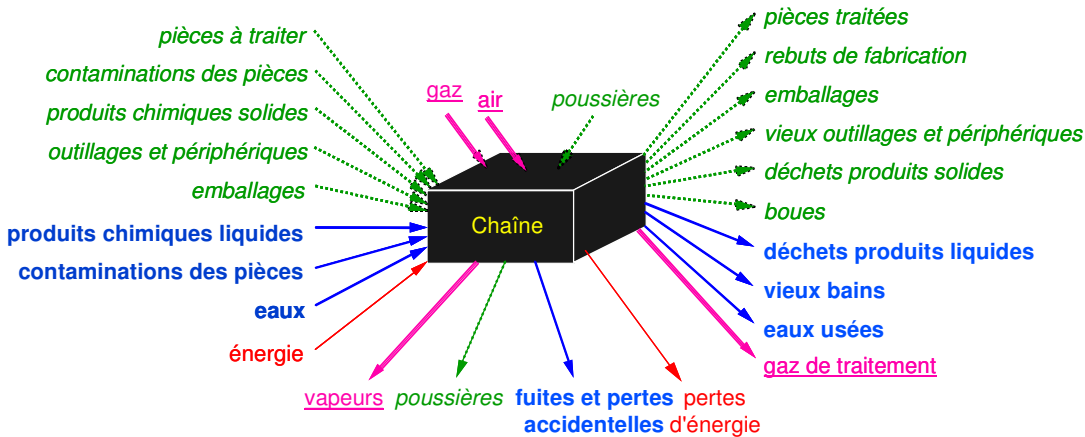 pièces à traiter
contaminations des pièces
produits chimiques solides
outillages et périphériques
emballages
produits chimiques liquides
contaminations des pièces
eaux
énergie
gaz
air
poussières
Chaîne
pièces traitées
rebuts de fabrication
emballages
vieux outillages et périphériques
déchets produits solides
boues
déchets produits liquides
vieux bains
eaux usées
gaz de traitement
vapeurs
poussières
fuites et pertes
accidentelles
pertes
d'énergie